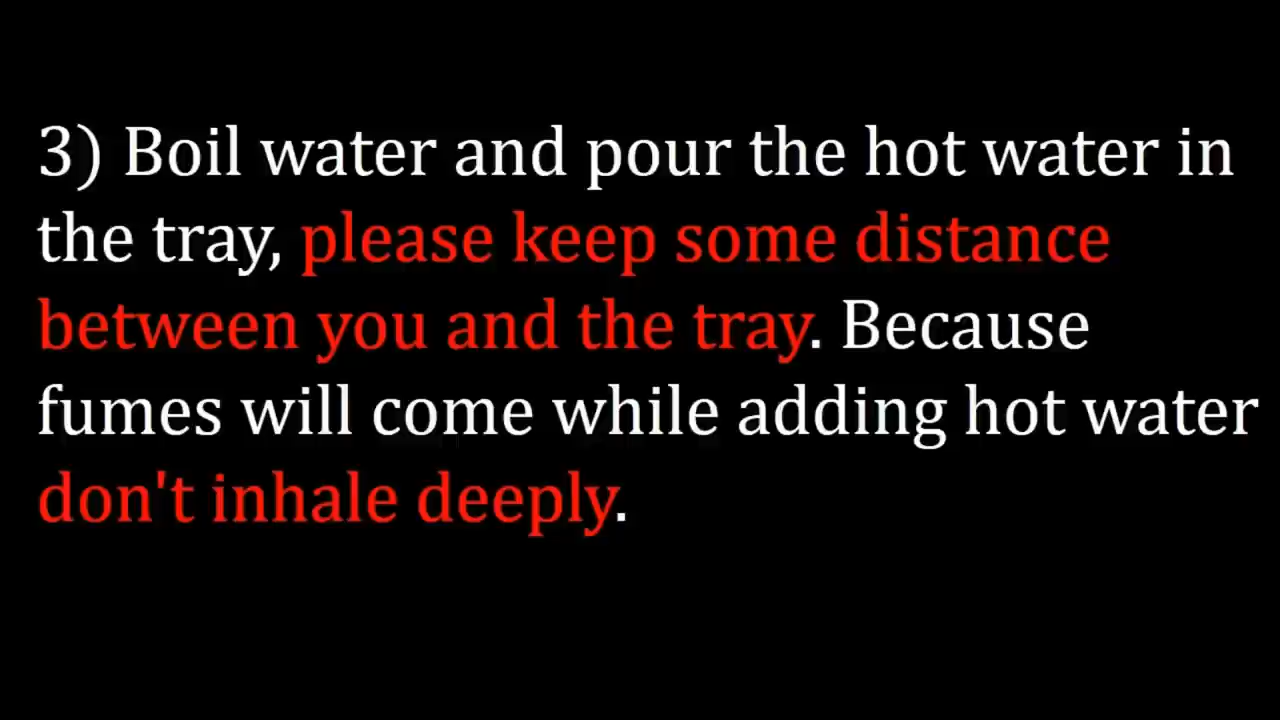 3) Boil water and pour the hot water in
the tray, please keep some distance
between you and the tray. Because
fumes will come while adding hot water
don't inhale deeply.